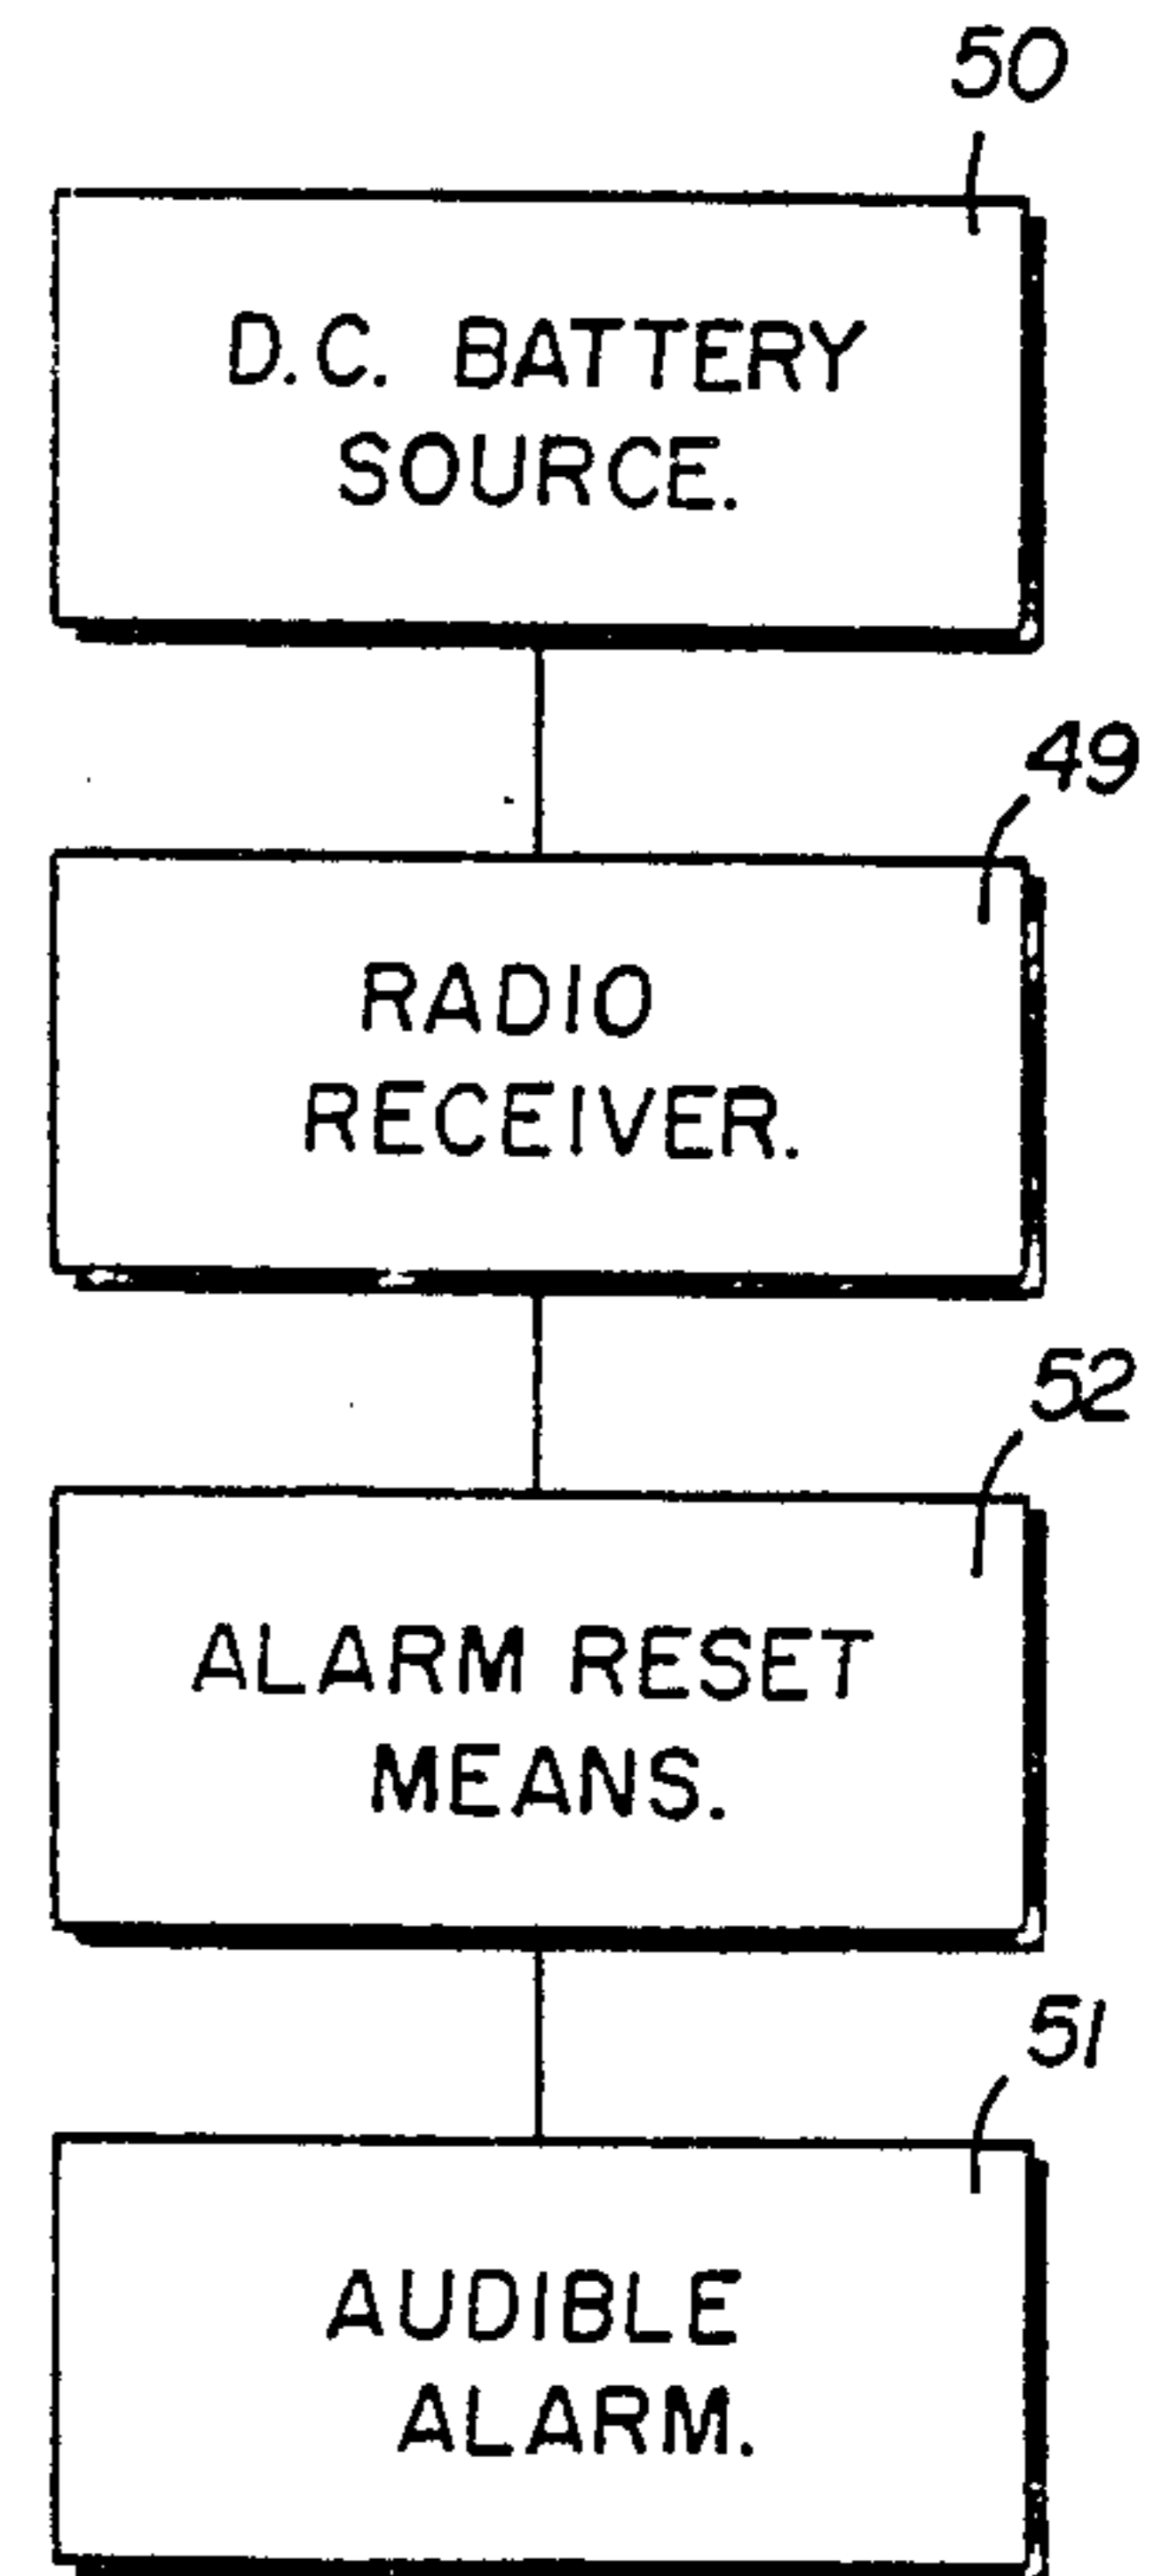 50
D.C. BATTERY
SOURCE.
49
RADIO
RECEIVER.
52
ALARM RESET
MEANS.
51
AUDIBLE
ALARM.